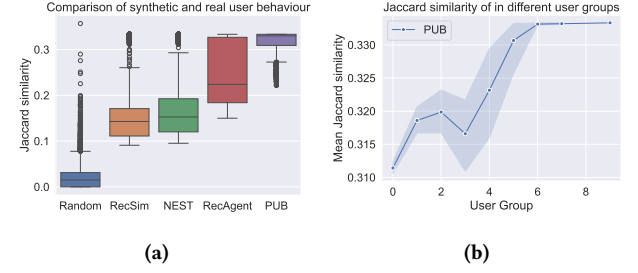 Comparison of synthetic and real user behaviour
Jaccard similarity
0.3
0.2
0.1
0.0
Random RecSim NEST RecAgent PUB
(a)
Jaccard similarity of in different user groups
PUB
Mean Jaccard similarity
0.330
0.325
0.320
0.315
0.310
0 2 4 6 8
User Group
(b)